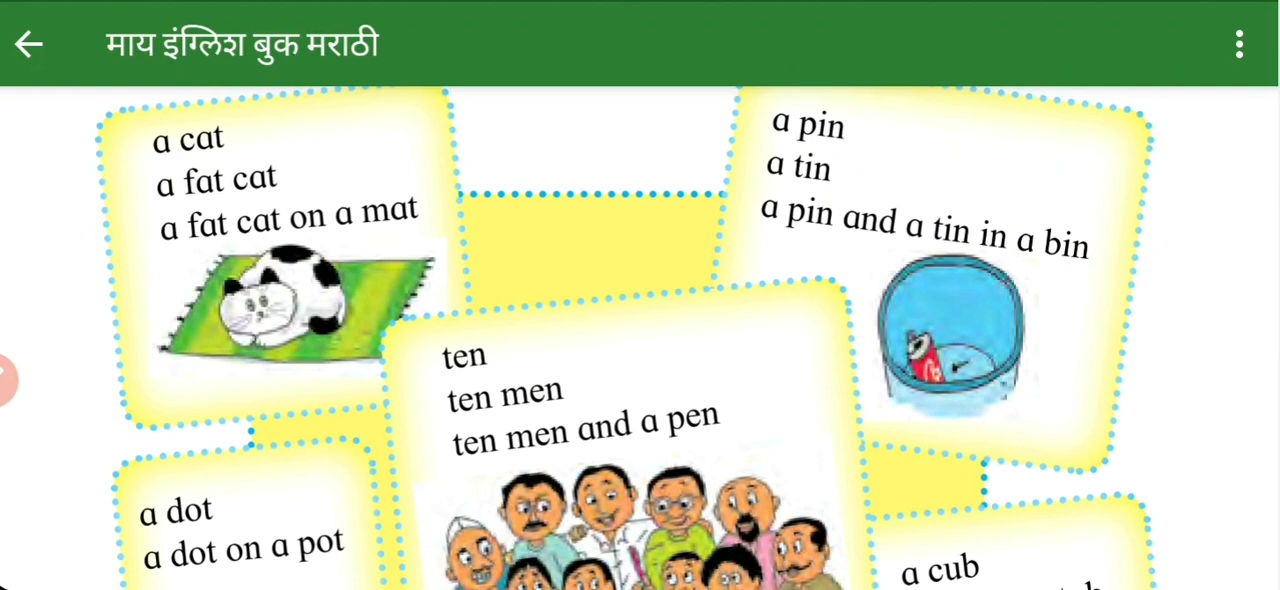 माय इंग्लिश बुक मराठी
a cat
a fat cat
a fat cat on a mat
a pin
a tin
a pin and a tin in a bin
ten
ten men
ten men and a pen
a dot
a dot on a pot
a cub